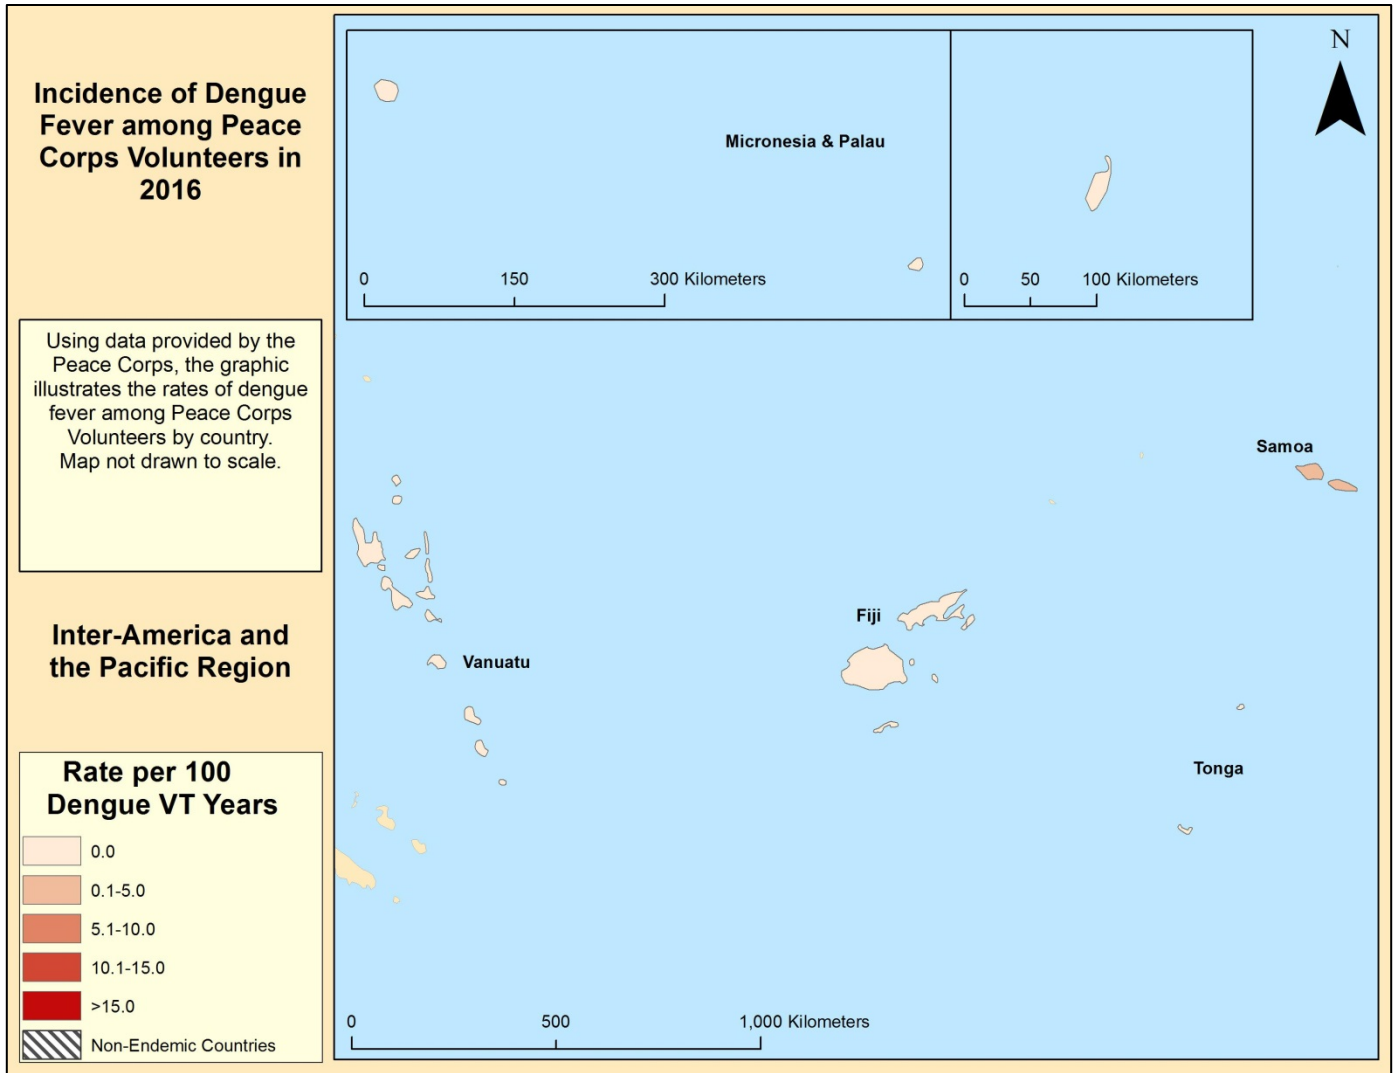 Incidence of Dengue
Fever among Peace
Corps Volunteers in
2016
Using data provided by the
Peace Corps, the graphic
illustrates the rates of dengue
fever among Peace Corps
Volunteers by country.
Map not drawn to scale.
Inter-America and
the Pacific Region
Rate per 100
Dengue VT Years
0.0
0.1-5.0
5.1-10.0
10.1-15.0
>15.0
Non-Endemic Countries
N
Micronesia & Palau
0 150 300 Kilometers
0 50 100 Kilometers
Samoa
Fiji
Vanuatu
Tonga
0 500 1,000 Kilometers